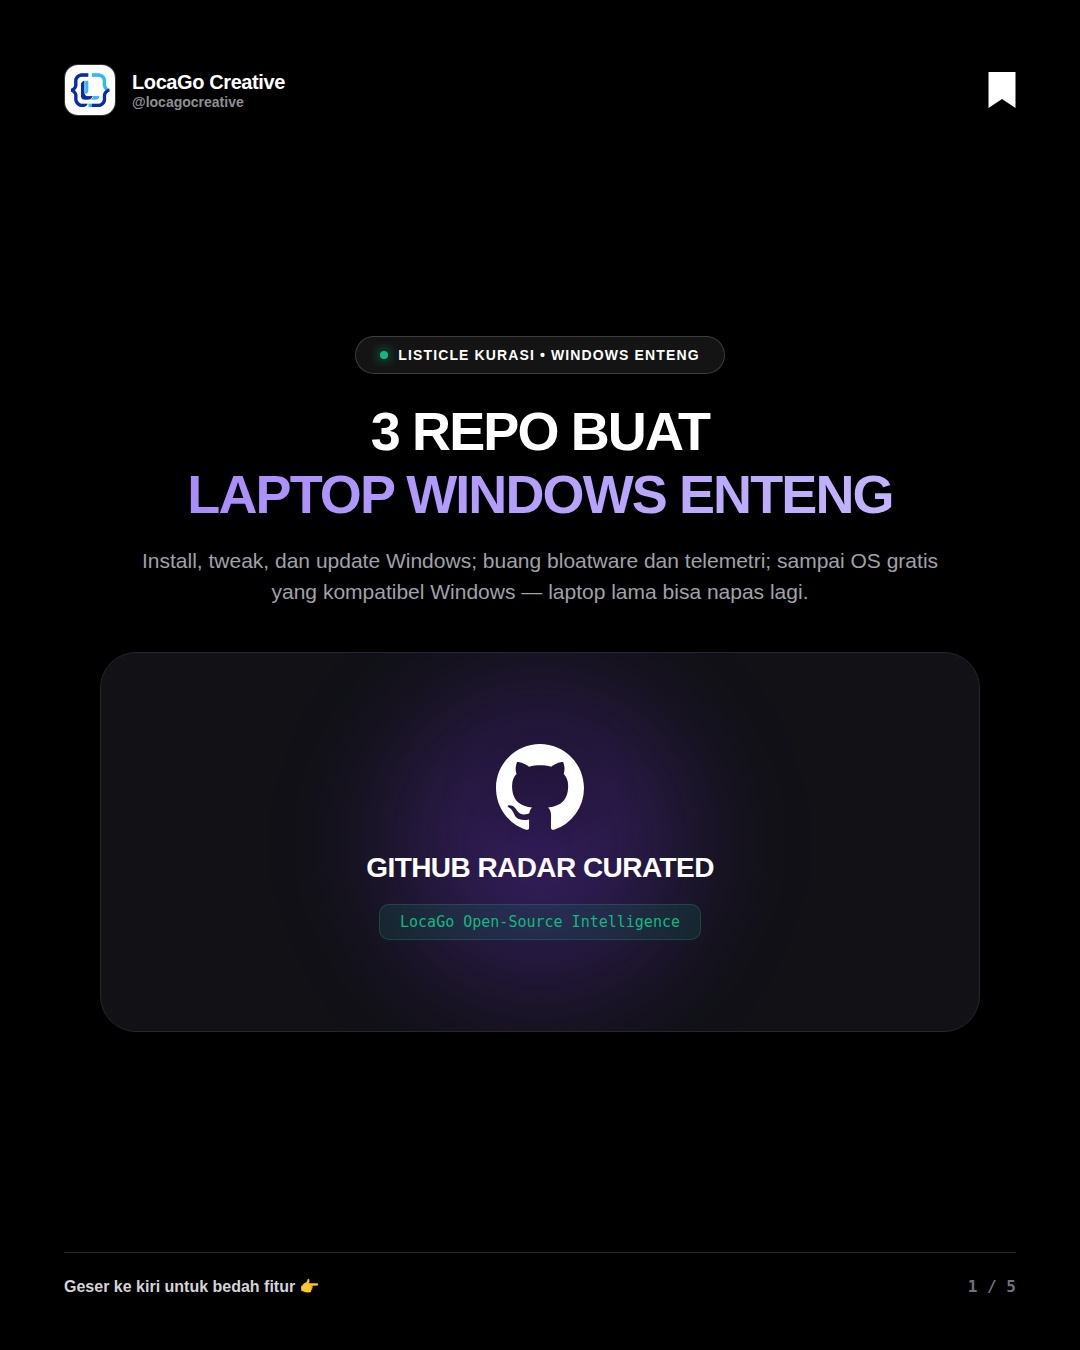 LocaGo Creative
@locagocreative
LISTICLE KURASI • WINDOWS ENTENG
3 REPO BUAT
LAPTOP WINDOWS ENTENG
Install, tweak, dan update Windows; buang bloatware dan telemetri; sampai OS gratis
yang kompatibel Windows — laptop lama bisa napas lagi.
GITHUB RADAR CURATED
LocaGo Open-Source Intelligence
Geser ke kiri untuk bedah fitur 👉
1 / 5